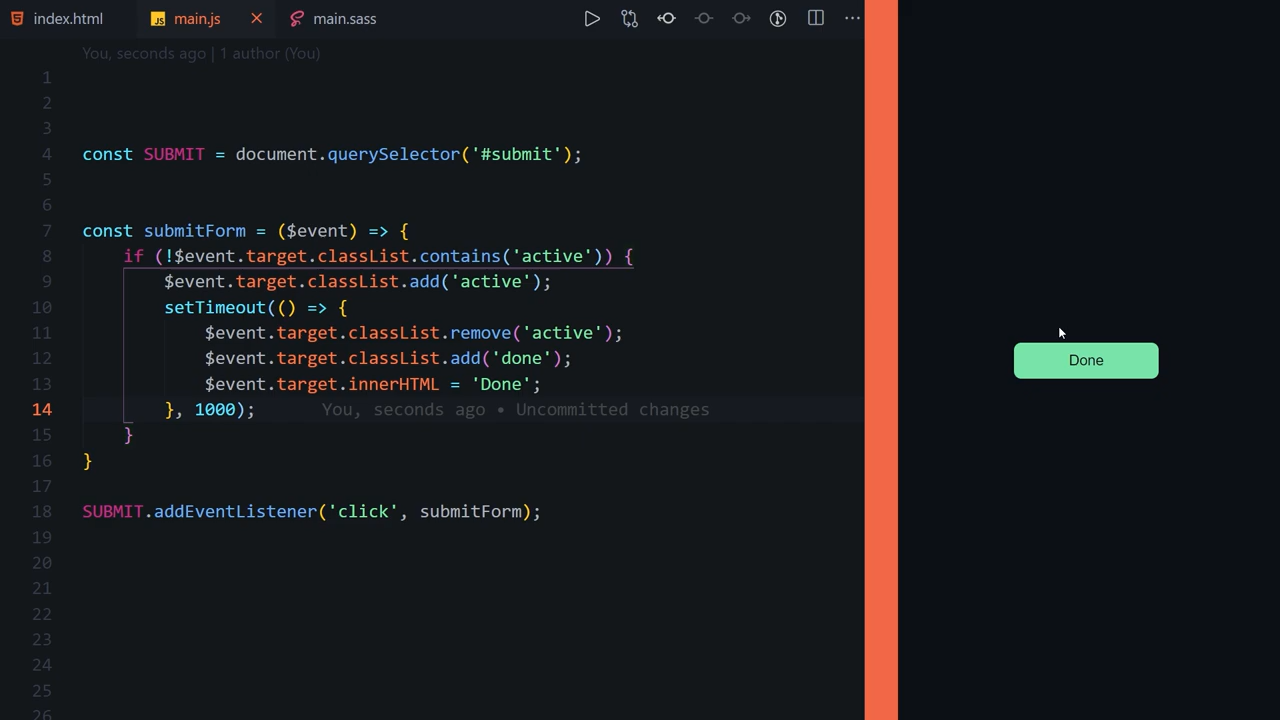 index.html
JS main.js
main.sass
You, seconds ago | 1 author (You)
1
2
3
4 const SUBMIT = document.querySelector('#submit');
5
6
7 const submitForm = ($event) => {
8 if (!$event.target.classList.contains('active')) {
9 $event.target.classList.add('active');
10 setTimeout(() => {
11 $event.target.classList.remove('active');
12 $event.target.classList.add('done');
13 $event.target.innerHTML = 'Done';
14 }, 1000); You, seconds ago • Uncommitted changes
15 }
16 }
17
18 SUBMIT.addEventListener('click', submitForm);
19
20
21
22
23
24
25
26
Done